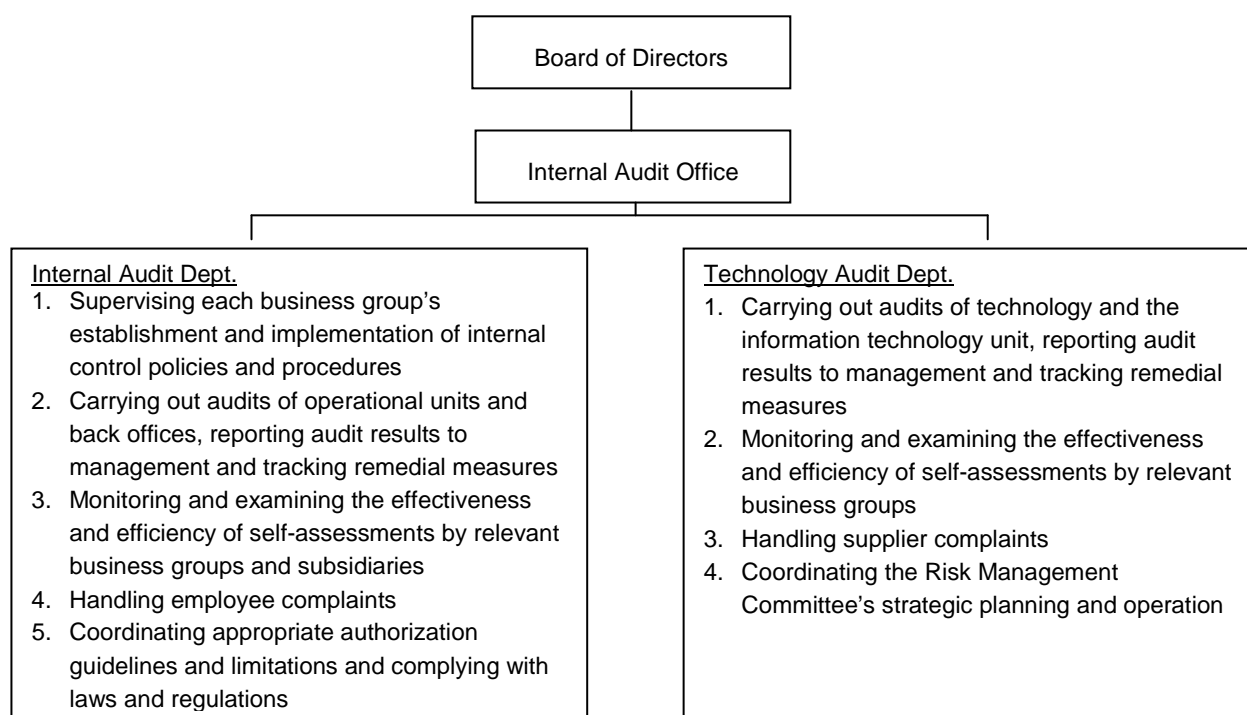 Board of Directors
Internal Audit Office
Internal Audit Dept.
1. Supervising each business group’s
establishment and implementation of internal
control policies and procedures
2. Carrying out audits of operational units and
back offices, reporting audit results to
management and tracking remedial measures
3. Monitoring and examining the effectiveness
and efficiency of self-assessments by relevant
business groups and subsidiaries
4. Handling employee complaints
5. Coordinating appropriate authorization
guidelines and limitations and complying with
laws and regulations
Technology Audit Dept.
1. Carrying out audits of technology and the
information technology unit, reporting audit
results to management and tracking remedial
measures
2. Monitoring and examining the effectiveness
and efficiency of self-assessments by relevant
business groups
3. Handling supplier complaints
4. Coordinating the Risk Management
Committee’s strategic planning and operation